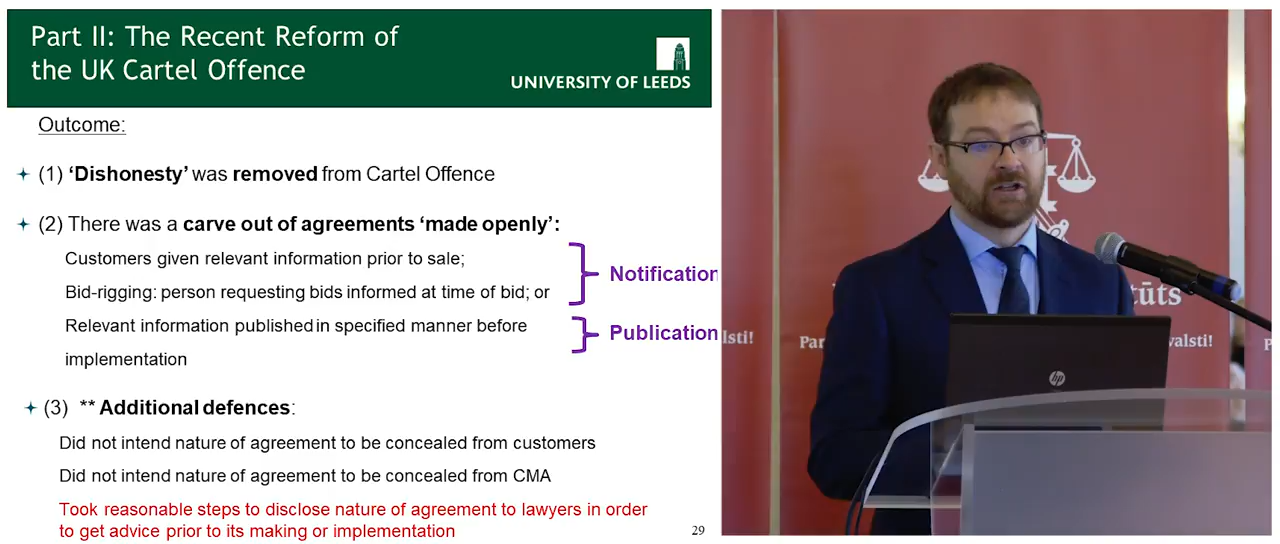 Part II: The Recent Reform of
the UK Cartel Offence
UNIVERSITY OF LEEDS
Outcome:
(1) ‘Dishonesty’ was removed from Cartel Offence
(2) There was a carve out of agreements ‘made openly’:
Customers given relevant information prior to sale;
Bid-rigging: person requesting bids informed at time of bid; or
Notification
Relevant information published in specified manner before
implementation
Publication
(3) ** Additional defences:
Did not intend nature of agreement to be concealed from customers
Did not intend nature of agreement to be concealed from CMA
Took reasonable steps to disclose nature of agreement to lawyers in order
to get advice prior to its making or implementation
29
tūts
lsti!
Par
valsti!
P
hp